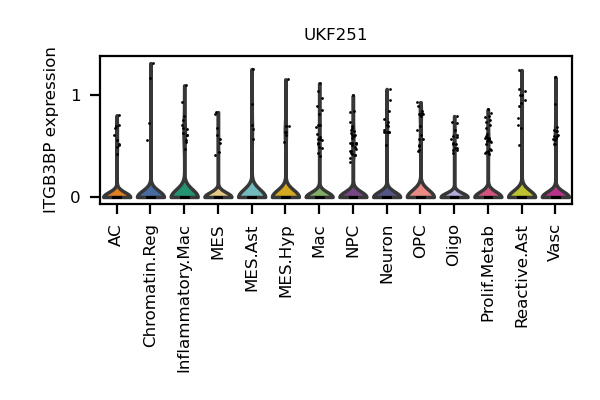 UKF251
ITGB3BP expression
1
0
AC
Chromatin.Reg
Inflammatory.Mac
MES
MES.Ast
MES.Hyp
Mac
NPC
Neuron
OPC
Oligo
Prolif.Metab
Reactive.Ast
Vasc